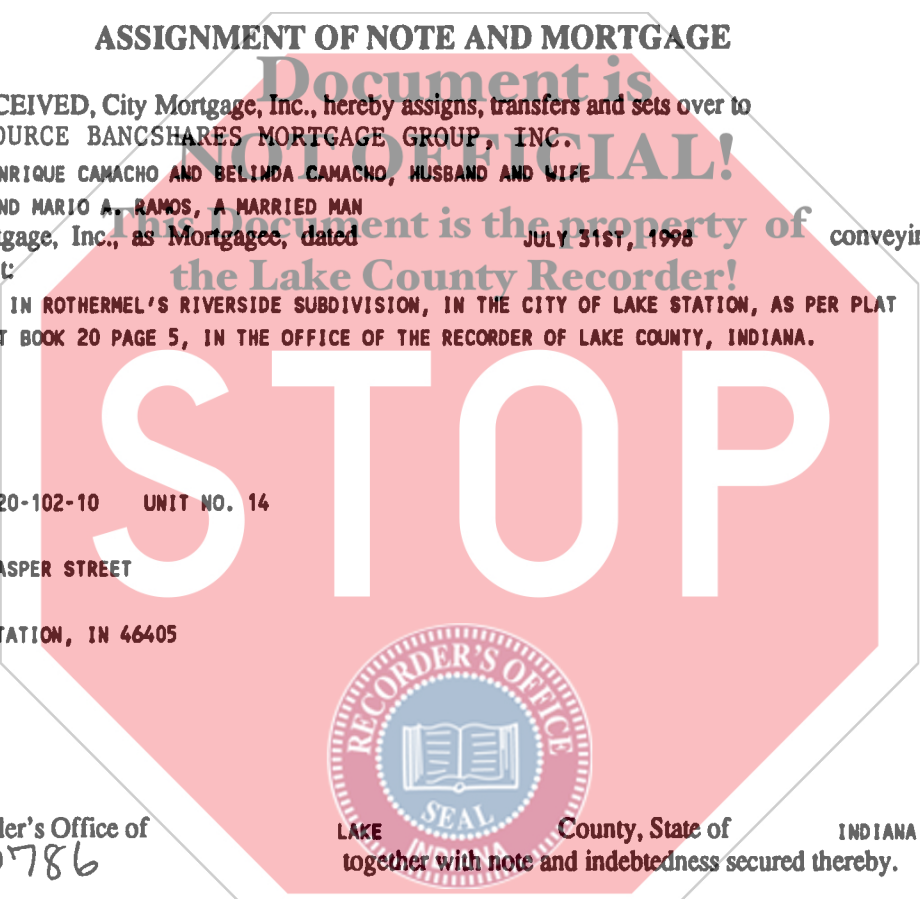 ASSIGNMENT OF NOTE AND MORTGAGE
Document is
CEIVED, City Mortgage, Inc., hereby assigns, transfers and sets over to
OURCE BANCSHARES MORTGAGE GROUP, INC.
NOT OFFICIAL!
NRIQUE CAMACHO AND BELINDA CAMACHO, HUSBAND AND WIFE
ND MARIO A. RAMOS, A MARRIED MAN
This Document is the property of
tgage, Inc., as Mortgagee, dated JULY 31ST, 1998 conveyin
the Lake County Recorder!
t:
IN ROTHERMEL'S RIVERSIDE SUBDIVISION, IN THE CITY OF LAKE STATION, AS PER PLAT
T BOOK 20 PAGE 5, IN THE OFFICE OF THE RECORDER OF LAKE COUNTY, INDIANA.
STOP
20-102-10 UNIT NO. 14
ASPER STREET
TATION, IN 46405
RECORDER'S OFFICE
SEAL
INDIANA
der's Office of LAKE County, State of INDIANA
786 together with note and indebtedness secured thereby.